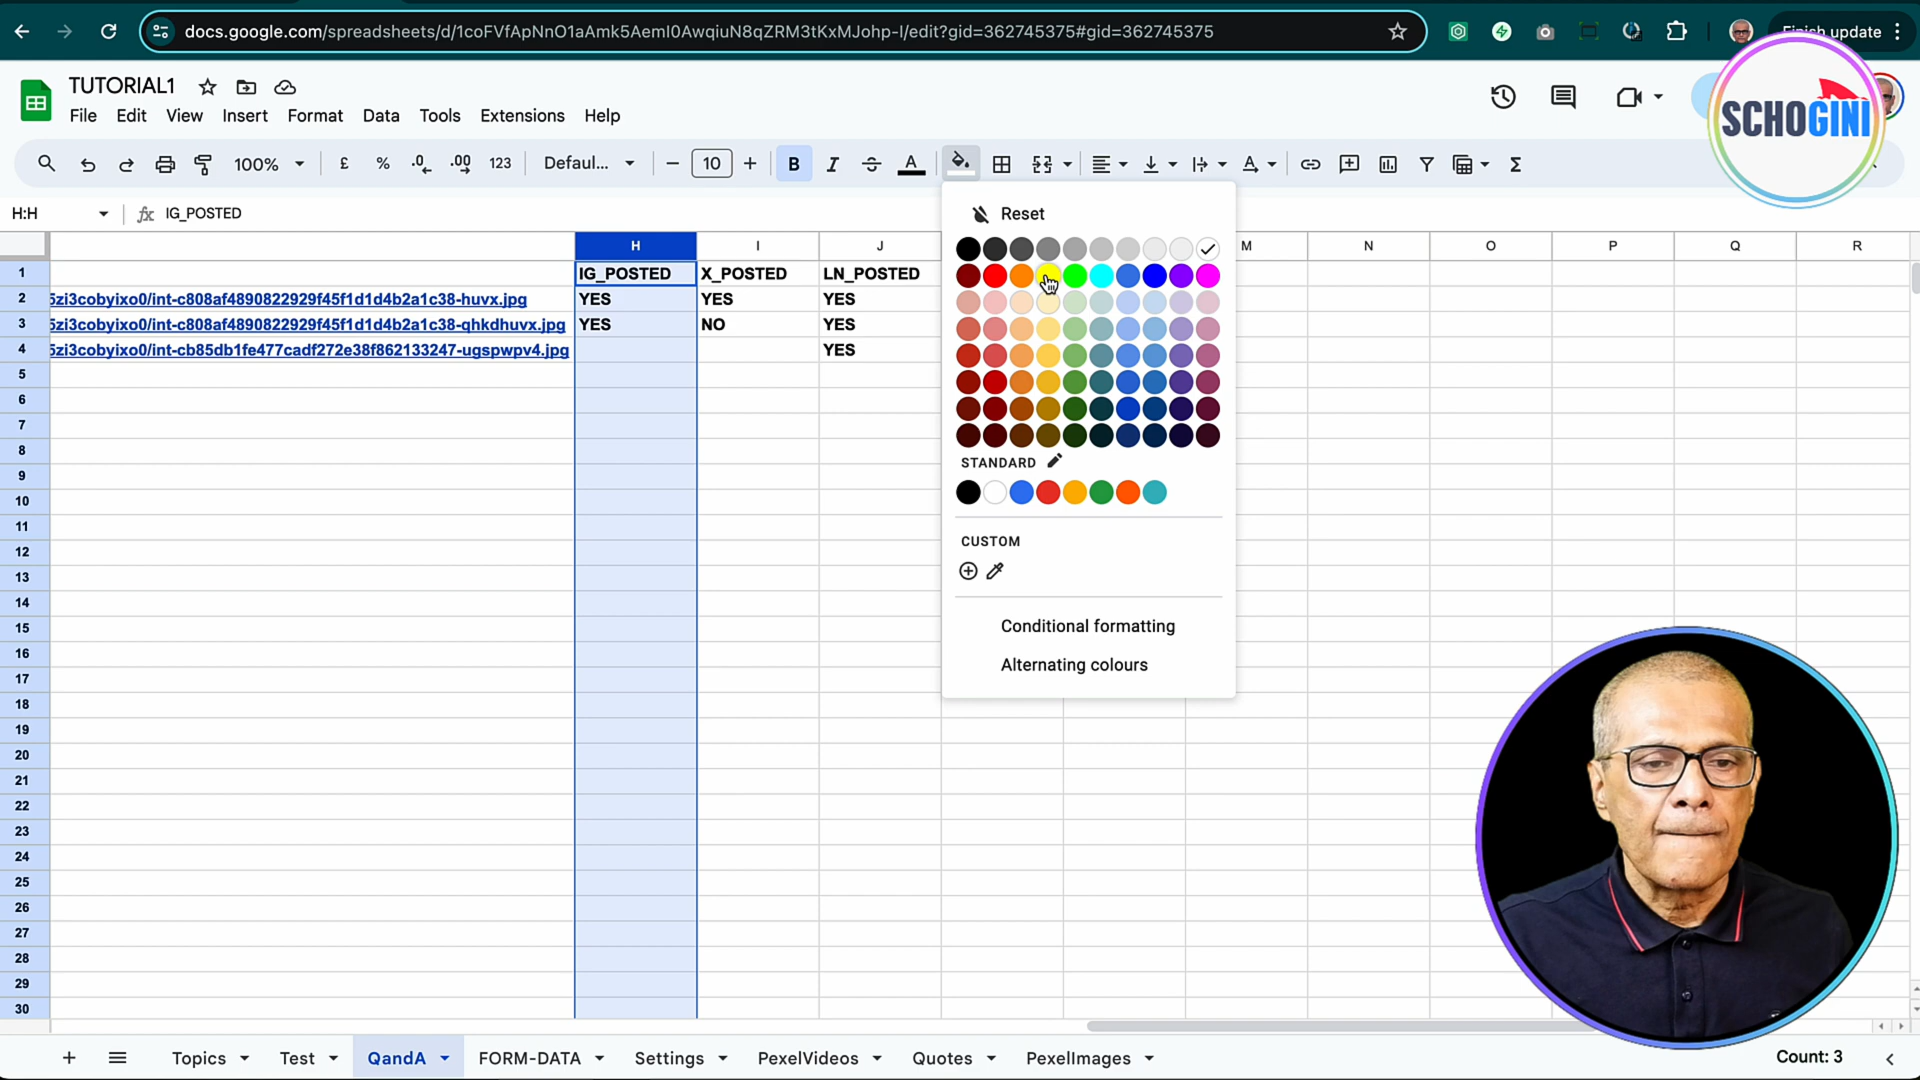 docs.google.com/spreadsheets/d/1coFVfApNnO1aAmk5AemI0AwqiuN8qZRM3tKxMJohp-I/edit?gid=362745375#gid=362745375
Finish update
TUTORIAL1
File Edit View Insert Format Data Tools Extensions Help
SCHOGINI
100% £ % .0 .00 123 Defaul... 10 B I A
H:H fx IG_POSTED
Reset
H I J M N O P Q R
1 IG_POSTED X_POSTED LN_POSTED
2 5zi3cobyixo0/int-c808af4890822929f45f1d1d4b2a1c38-huvx.jpg YES YES YES
3 5zi3cobyixo0/int-c808af4890822929f45f1d1d4b2a1c38-qhkdhuvx.jpg YES NO YES
4 5zi3cobyixo0/int-cb85db1fe477cadf272e38f862133247-ugspwpv4.jpg YES
5
6
7
8
STANDARD
9
10
11
CUSTOM
12
13
14
15
Conditional formatting
16
Alternating colours
17
18
19
20
21
22
23
24
25
26
27
28
29
30
Topics Test QandA FORM-DATA Settings PexelVideos Quotes PexelImages Count: 3